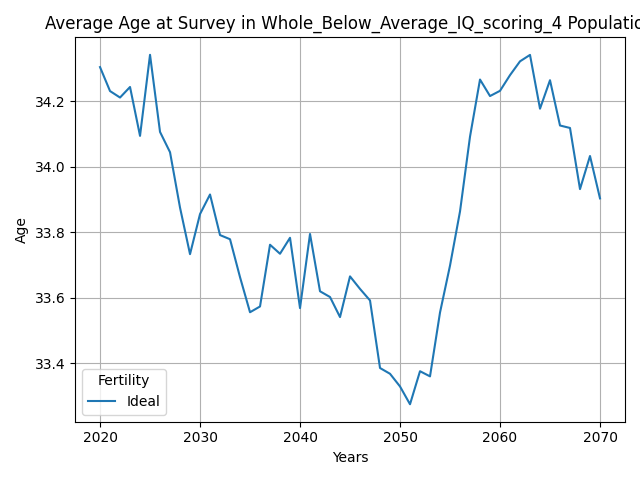 Average Age at Survey in Whole_Below_Average_IQ_scoring_4 Populatio
34.2
34.0
33.8
33.6
33.4
Age
Fertility
Ideal
2020 2030 2040 2050 2060 2070
Years